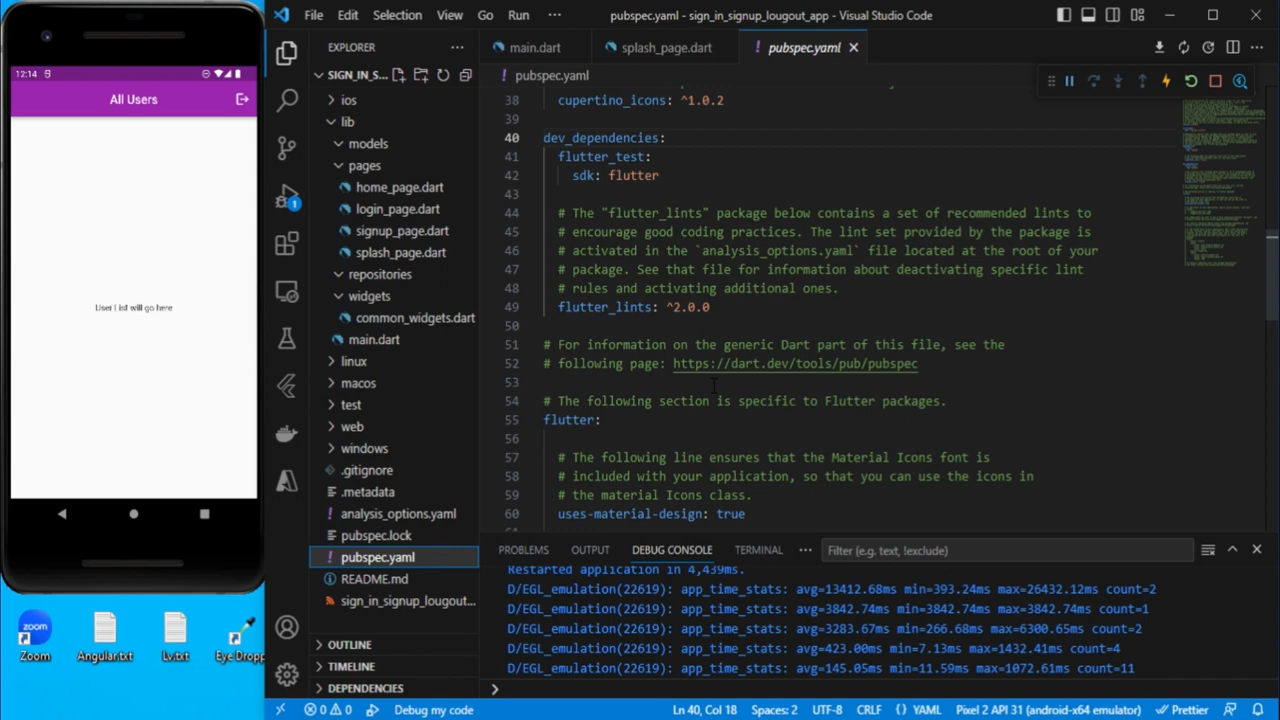 12:14
All Users
User List will go here
Zoom
Angular.txt
Lv.txt
Eye Dropp
File Edit Selection View Go Run ···
pubspec.yaml - sign_in_signup_lougout_app - Visual Studio Code
EXPLORER
SIGN_IN_S...
ios
lib
models
pages
home_page.dart
login_page.dart
signup_page.dart
splash_page.dart
repositories
widgets
common_widgets.dart
main.dart
linux
macos
test
web
windows
.gitignore
.metadata
analysis_options.yaml
pubspec.lock
pubspec.yaml
README.md
sign_in_signup_lougout...
OUTLINE
TIMELINE
DEPENDENCIES
1
main.dart
splash_page.dart
pubspec.yaml
pubspec.yaml
38 cupertino_icons: ^1.0.2
39
40 dev_dependencies:
41 flutter_test:
42 sdk: flutter
43
44 # The "flutter_lints" package below contains a set of recommended lints to
45 # encourage good coding practices. The lint set provided by the package is
46 # activated in the `analysis_options.yaml` file located at the root of your
47 # package. See that file for information about deactivating specific lint
48 # rules and activating additional ones.
49 flutter_lints: ^2.0.0
50
51 # For information on the generic Dart part of this file, see the
52 # following page: https://dart.dev/tools/pub/pubspec
53
54 # The following section is specific to Flutter packages.
55 flutter:
56
57 # The following line ensures that the Material Icons font is
58 # included with your application, so that you can use the icons in
59 # the material Icons class.
60 uses-material-design: true
PROBLEMS OUTPUT DEBUG CONSOLE TERMINAL ···
Filter (e.g. text, !exclude)
Restarted application in 4,439ms.
D/EGL_emulation(22619): app_time_stats: avg=13412.68ms min=393.24ms max=26432.12ms count=2
D/EGL_emulation(22619): app_time_stats: avg=3842.74ms min=3842.74ms max=3842.74ms count=1
D/EGL_emulation(22619): app_time_stats: avg=3283.67ms min=266.68ms max=6300.65ms count=2
D/EGL_emulation(22619): app_time_stats: avg=423.00ms min=7.13ms max=1432.41ms count=4
D/EGL_emulation(22619): app_time_stats: avg=145.05ms min=11.59ms max=1072.61ms count=11
0 0 Debug my code Ln 40, Col 18 Spaces: 2 UTF-8 CRLF {} YAML Pixel 2 API 31 (android-x64 emulator) Prettier